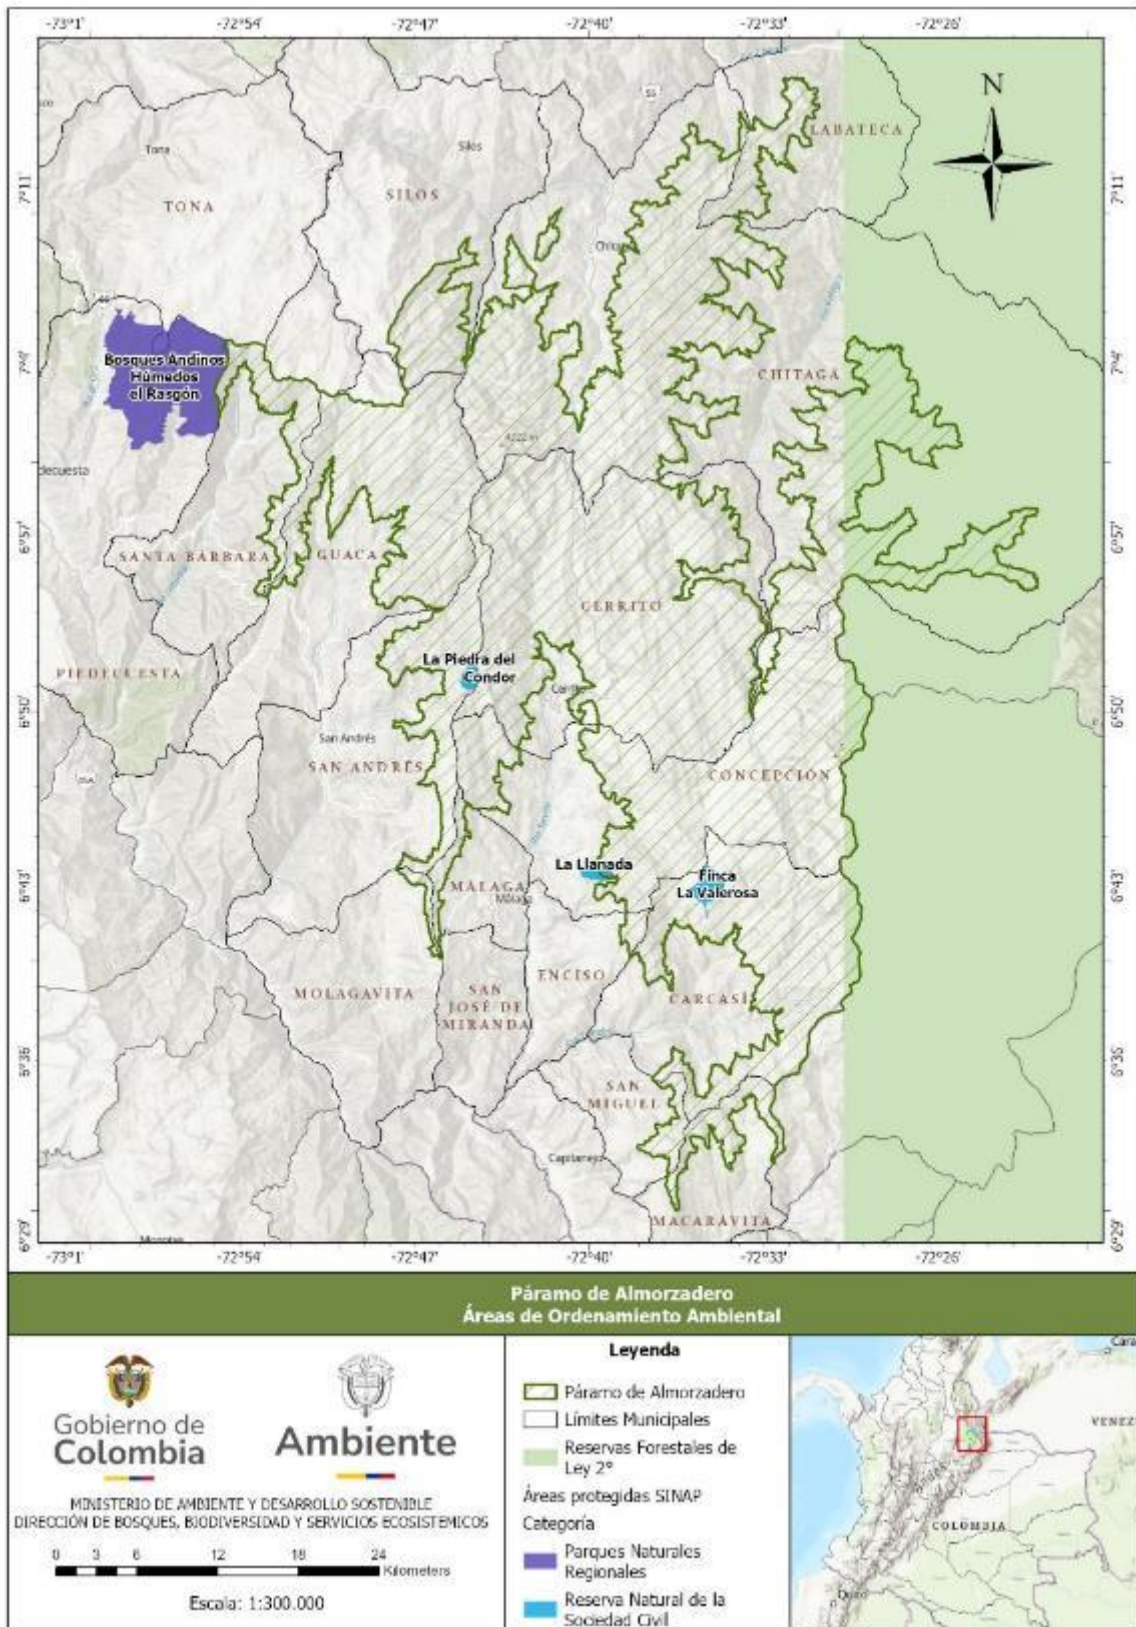 -73°1'
-72°54'
-72°47'
-72°40'
-72°33'
-72°26'
N
55
LABATECA
Tona
Silos
7°11'
7°11'
TONA
SILOS
66
Bosques Andinos
Húmedos
el Rasgón
7°4'
7°4'
CHITAGÁ
4222 m
decuesta
6°57'
6°57'
SANTA BÁRBARA
GUACA
CERRITO
La Piedra del
Condor
PIEDECUESTA
6°50'
6°50'
San Andrés
SAN ANDRÉS
CONCEPCIÓN
La Llanada
Finca
La Valerosa
6°43'
6°43'
MÁLAGA
Málaga
ENCISO
MOLAGAVITA
SAN
JOSÉ DE
MIRANDA
CARCASÍ
6°36'
6°36'
SAN
MIGUEL
Capitanejo
MACARAVITA
6°29'
6°29'
-73°1'
-72°54'
-72°47'
-72°40'
-72°33'
-72°26'
Páramo de Almorzadero
Áreas de Ordenamiento Ambiental
Gobierno de
Colombia
Ambiente
MINISTERIO DE AMBIENTE Y DESARROLLO SOSTENIBLE
DIRECCIÓN DE BOSQUES, BIODIVERSIDAD Y SERVICIOS ECOSISTEMICOS
0 3 6 12 18 24
Kilometers
Escala: 1:300.000
Leyenda
Páramo de Almorzadero
Límites Municipales
Reservas Forestales de
Ley 2°
Áreas protegidas SINAP
Categoría
Parques Naturales
Regionales
Reserva Natural de la
Sociedad Civil
Cara
VENEZ
COLOMBIA
Quito